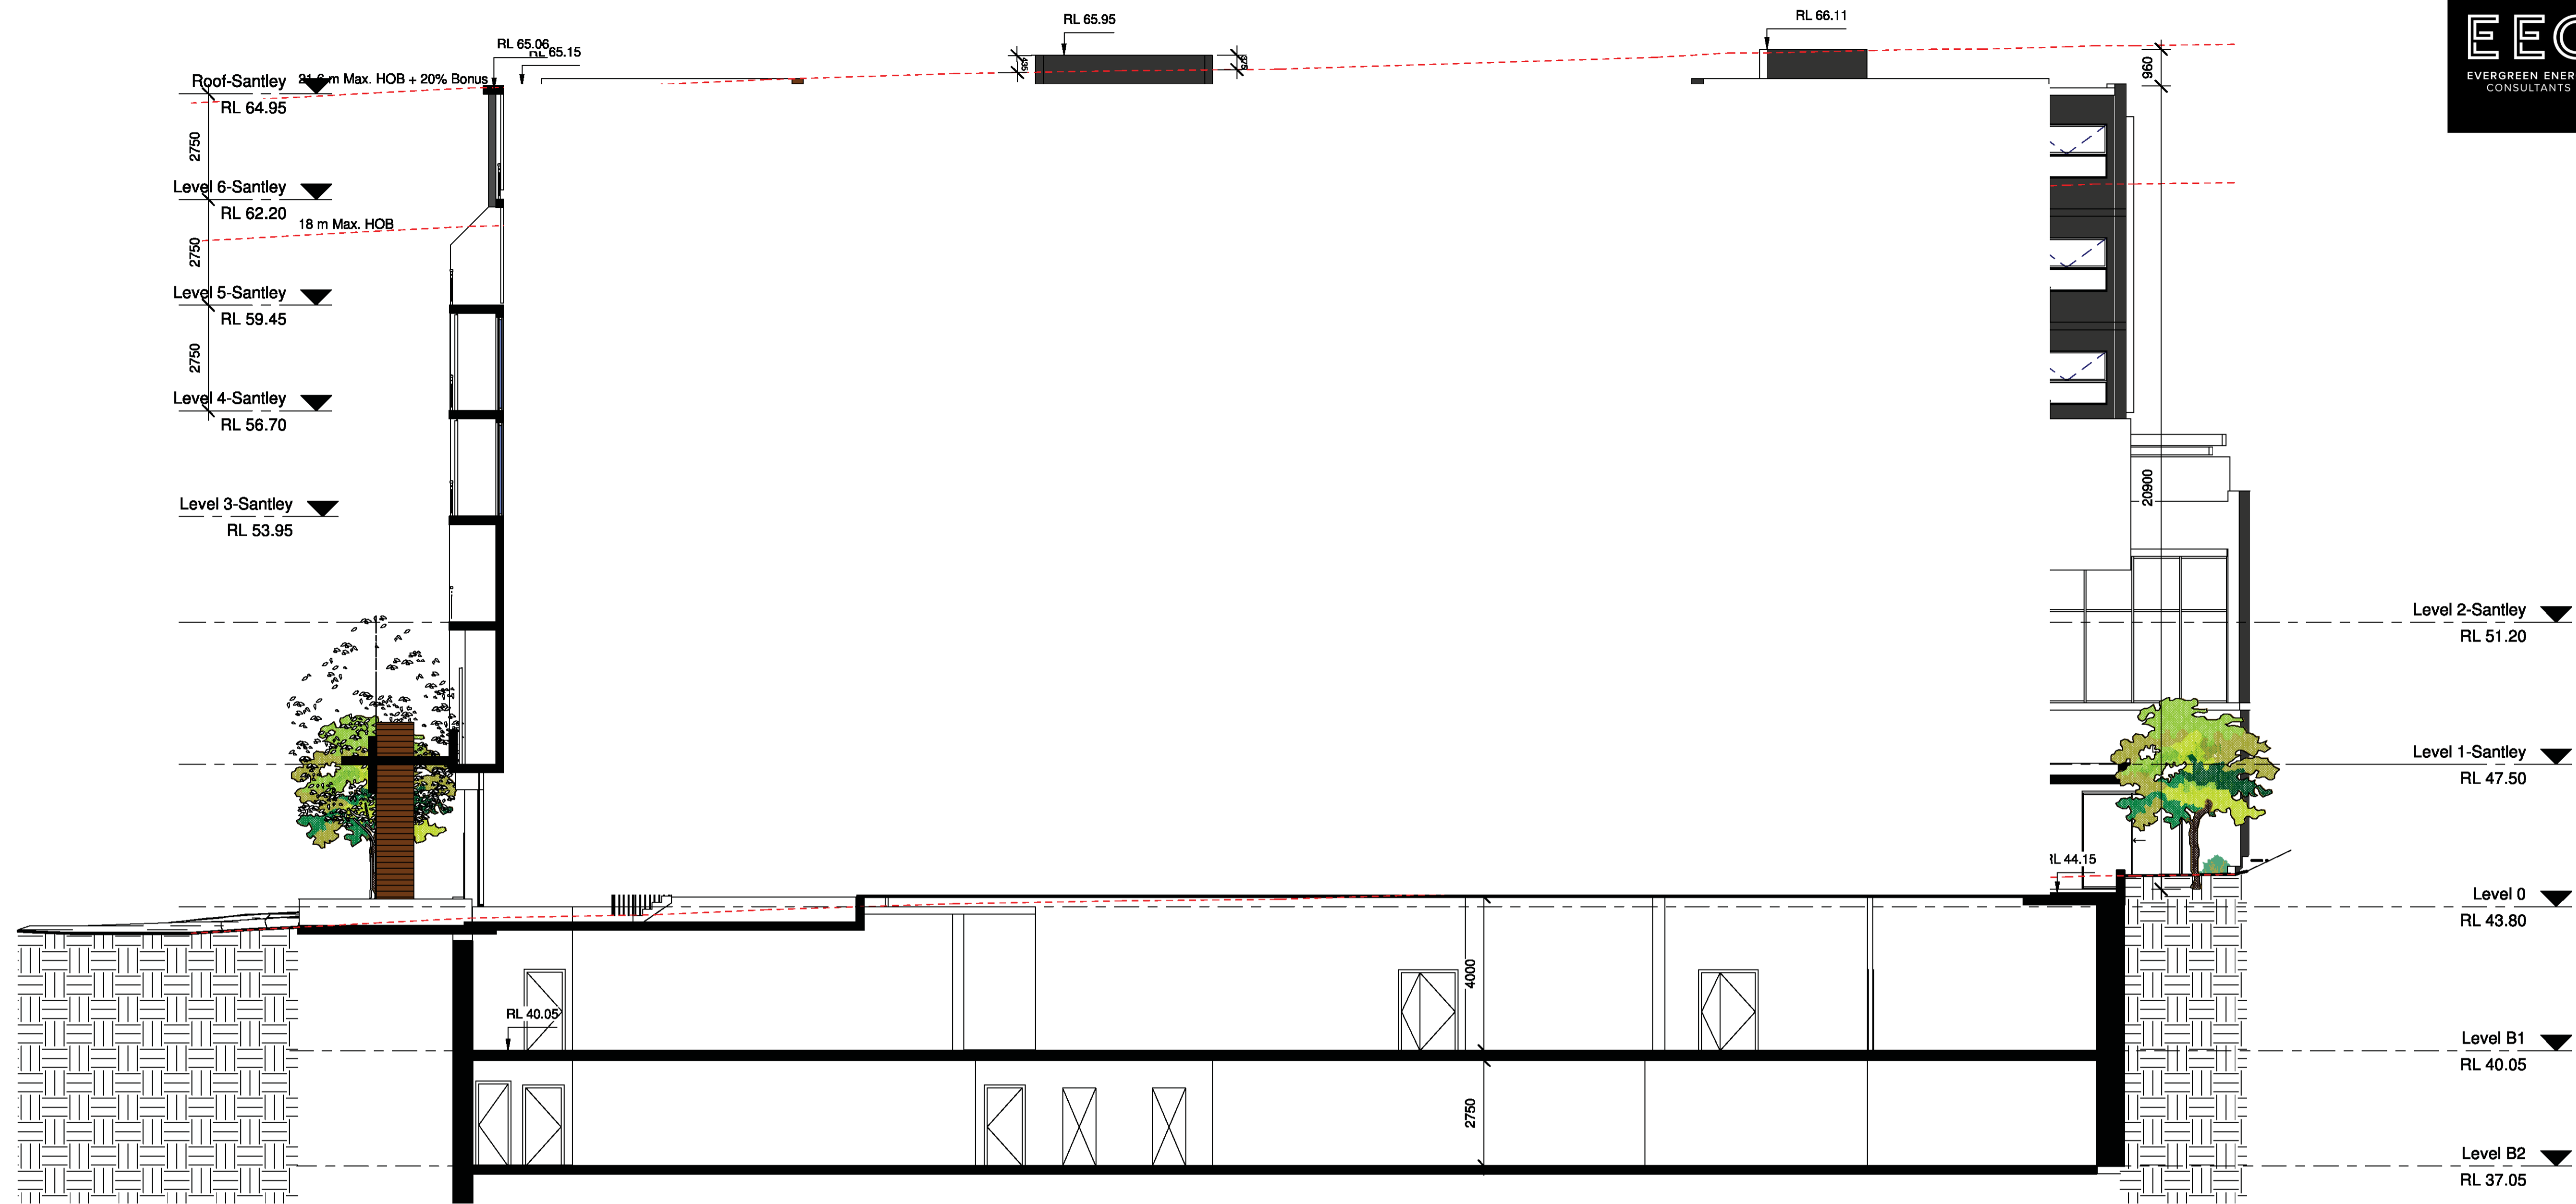 RL 65.95
RL 66.11
EVERGREEN ENER
CONSULTANTS
RL 65.06
RL 65.15
Roof-Santley
21.6 m Max. HOB + 20% Bonus
RL 64.95
960
2750
Level 6-Santley
RL 62.20
18 m Max. HOB
2750
Level 5-Santley
RL 59.45
2750
Level 4-Santley
RL 56.70
20900
Level 3-Santley
RL 53.95
Level 2-Santley
RL 51.20
Level 1-Santley
RL 47.50
RL 44.15
Level 0
RL 43.80
4000
RL 40.05
Level B1
RL 40.05
2750
Level B2
RL 37.05